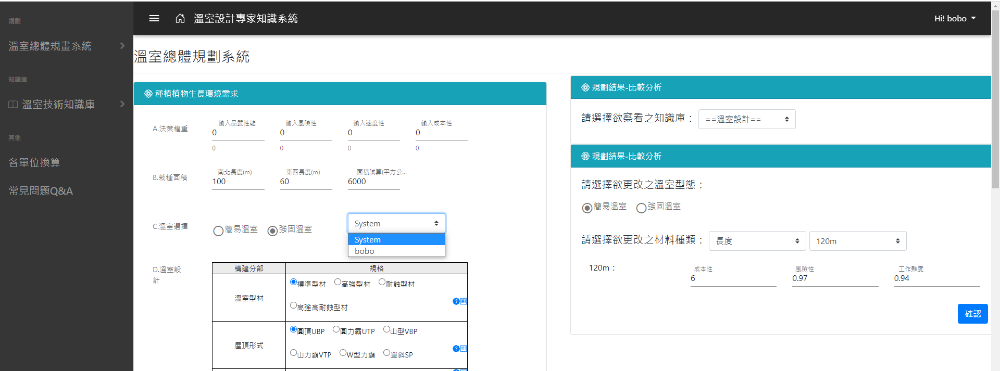 規劃
溫室總體規畫系統
知識庫
溫室技術知識庫
其他
各單位換算
常見問題Q&A
溫室設計專家知識系統
Hi! bobo
溫室總體規劃系統
種植植物生長環境需求
A.決策權重
輸入品質性能
輸入風險性
輸入速度性
輸入成本性
0
0
0
0
0
0
0
0
B.栽種面積
南北長度(m)
東西長度(m)
面積試算(平方公...
100
60
6000
C.溫室選擇
簡易溫室
強固溫室
System
System
bobo
D.溫室設
計
構建分部
規格
溫室型材
標準型材
高強型材
耐蝕型材
高強高耐蝕型材
屋頂形式
圓頂UBP
圓力霸UTP
山型VBP
山力霸VTP
W型力霸
單斜SP
規劃結果-比較分析
請選擇欲察看之知識庫：
==溫室設計==
規劃結果-比較分析
請選擇欲更改之溫室型態：
簡易溫室
強固溫室
請選擇欲更改之材料種類：
長度
120m
120m：
成本性
風險性
工作難度
6
0.97
0.94
確認